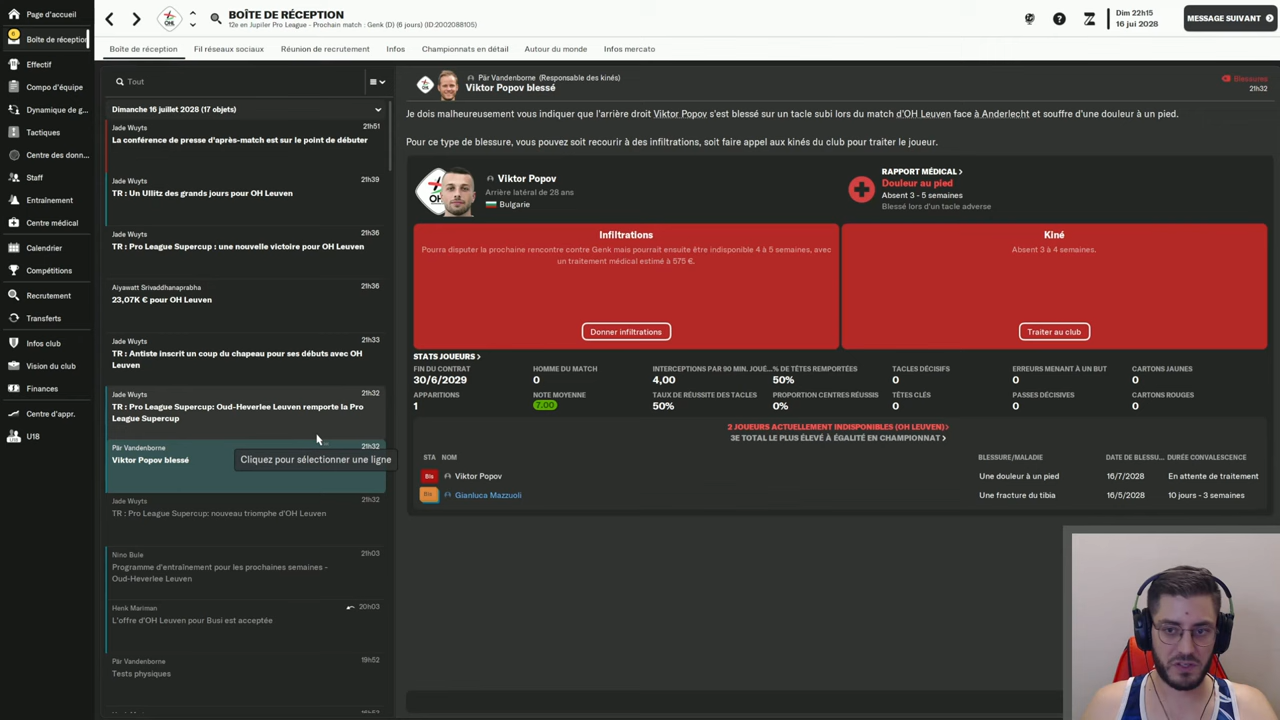 Page d'accueil
Boîte de réception
Effectif
Compo d'équipe
Dynamique de g...
Tactiques
Centre des donn...
Staff
Entraînement
Centre médical
Calendrier
Compétitions
Recrutement
Transferts
Infos club
Vision du club
Finances
Centre d'appr.
U18
BOÎTE DE RÉCEPTION
12e en Jupiler Pro League - Prochain match : Genk (D) (6 jours) (ID:2002088105)
Dim 22h15
16 jui 2028
MESSAGE SUIVANT
Boîte de réception
Fil réseaux sociaux
Réunion de recrutement
Infos
Championnats en détail
Autour du monde
Infos mercato
Tout
Dimanche 16 juillet 2028 (17 objets)
Jade Wuyts 21h51
La conférence de presse d'après-match est sur le point de débuter
Jade Wuyts 21h39
TR : Un Ullitz des grands jours pour OH Leuven
Jade Wuyts 21h36
TR : Pro League Supercup : une nouvelle victoire pour OH Leuven
Aiyawatt Srivaddhanaprabha 21h36
23,07K € pour OH Leuven
Jade Wuyts 21h33
TR : Antiste inscrit un coup du chapeau pour ses débuts avec OH
Leuven
Jade Wuyts 21h32
TR : Pro League Supercup: Oud-Heverlee Leuven remporte la Pro
League Supercup
Pär Vandenborne 21h32
Viktor Popov blessé
Cliquez pour sélectionner une ligne
Jade Wuyts 21h32
TR : Pro League Supercup: nouveau triomphe d'OH Leuven
Nino Bule 21h03
Programme d'entraînement pour les prochaines semaines -
Oud-Heverlee Leuven
Henk Mariman 20h03
L'offre d'OH Leuven pour Busi est acceptée
Pär Vandenborne 19h52
Tests physiques
Pär Vandenborne (Responsable des kinés)
Viktor Popov blessé
Blessures
21h32
Je dois malheureusement vous indiquer que l'arrière droit Viktor Popov s'est blessé sur un tacle subi lors du match d'OH Leuven face à Anderlecht et souffre d'une douleur à un pied.
Pour ce type de blessure, vous pouvez soit recourir à des infiltrations, soit faire appel aux kinés du club pour traiter le joueur.
OHL
Viktor Popov
Arrière latéral de 28 ans
Bulgarie
RAPPORT MÉDICAL >
Douleur au pied
Absent 3 - 5 semaines
Blessé lors d'un tacle adverse
Infiltrations
Pourra disputer la prochaine rencontre contre Genk mais pourrait ensuite être indisponible 4 à 5 semaines, avec
un traitement médical estimé à 575 €.
Donner infiltrations
Kiné
Absent 3 à 4 semaines.
Traiter au club
STATS JOUEURS >
FIN DU CONTRAT
30/6/2029
HOMME DU MATCH
0
INTERCEPTIONS PAR 90 MIN. JOUÉ...
4,00
% DE TÊTES REMPORTÉES
50%
TACLES DÉCISIFS
0
ERREURS MENANT À UN BUT
0
CARTONS JAUNES
0
APPARITIONS
1
NOTE MOYENNE
7.00
TAUX DE RÉUSSITE DES TACLES
50%
PROPORTION CENTRES RÉUSSIS
0%
TÊTES CLÉS
0
PASSES DÉCISIVES
0
CARTONS ROUGES
0
2 JOUEURS ACTUELLEMENT INDISPONIBLES (OH LEUVEN)>
3E TOTAL LE PLUS ÉLEVÉ À ÉGALITÉ EN CHAMPIONNAT >
STA NOM BLESSURE/MALADIE DATE DE BLESSU... DURÉE CONVALESCENCE
Bls Viktor Popov Une douleur à un pied 16/7/2028 En attente de traitement
Bls Gianluca Mazzuoli Une fracture du tibia 16/5/2028 10 jours - 3 semaines